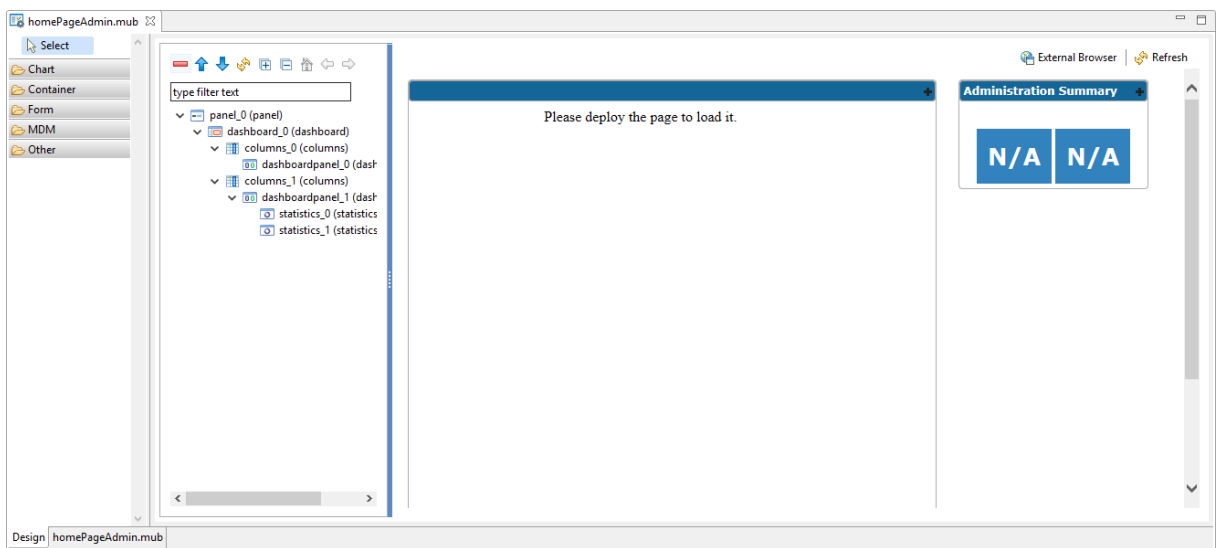 homePageAdmin.mub
Select
Chart
Container
Form
MDM
Other
type filter text
panel_0 (panel)
dashboard_0 (dashboard)
columns_0 (columns)
dashboardpanel_0 (dash
columns_1 (columns)
dashboardpanel_1 (dash
statistics_0 (statistics
statistics_1 (statistics
External Browser
Refresh
Please deploy the page to load it.
Administration Summary
N/A N/A
Design homePageAdmin.mub